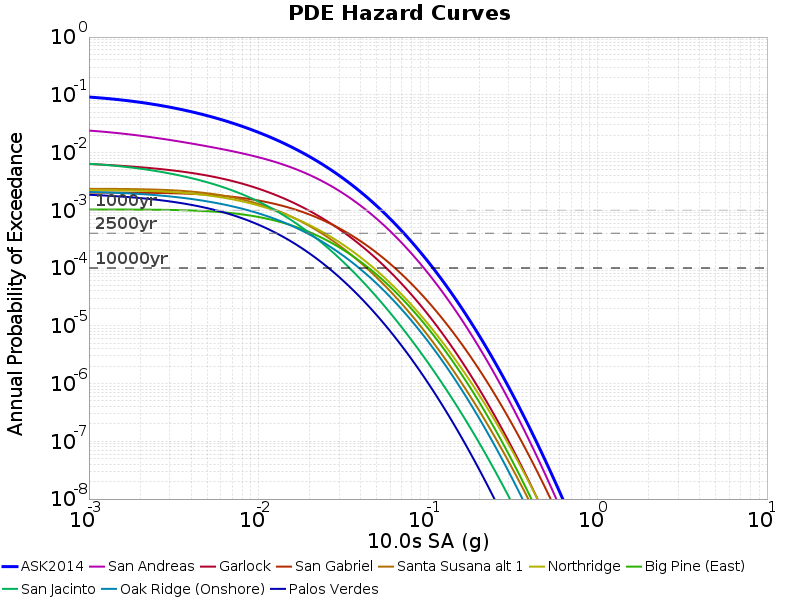 PDE Hazard Curves
Annual Probability of Exceedance
10^0
10^-1
10^-2
10^-3
10^-4
10^-5
10^-6
10^-7
10^-8
1000yr
2500yr
10000yr
10^-3 10^-2 10^-1 10^0 10^1
10.0s SA (g)
ASK2014 San Andreas Garlock San Gabriel Santa Susana alt 1 Northridge Big Pine (East)
San Jacinto Oak Ridge (Onshore) Palos Verdes